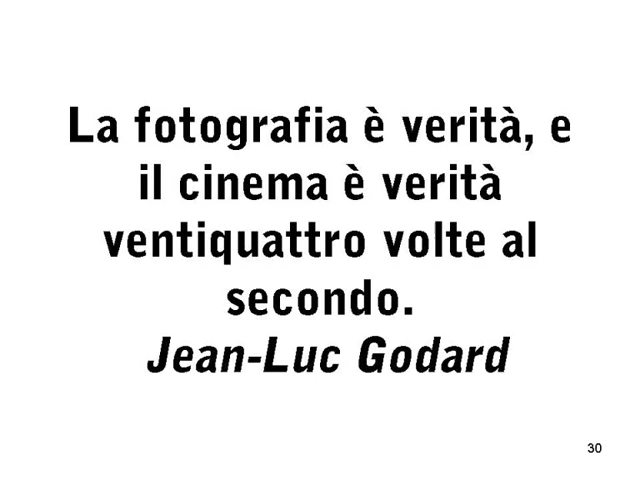 La fotografia è verità, e
il cinema è verità
ventiquattro volte al
secondo.
Jean-Luc Godard
30